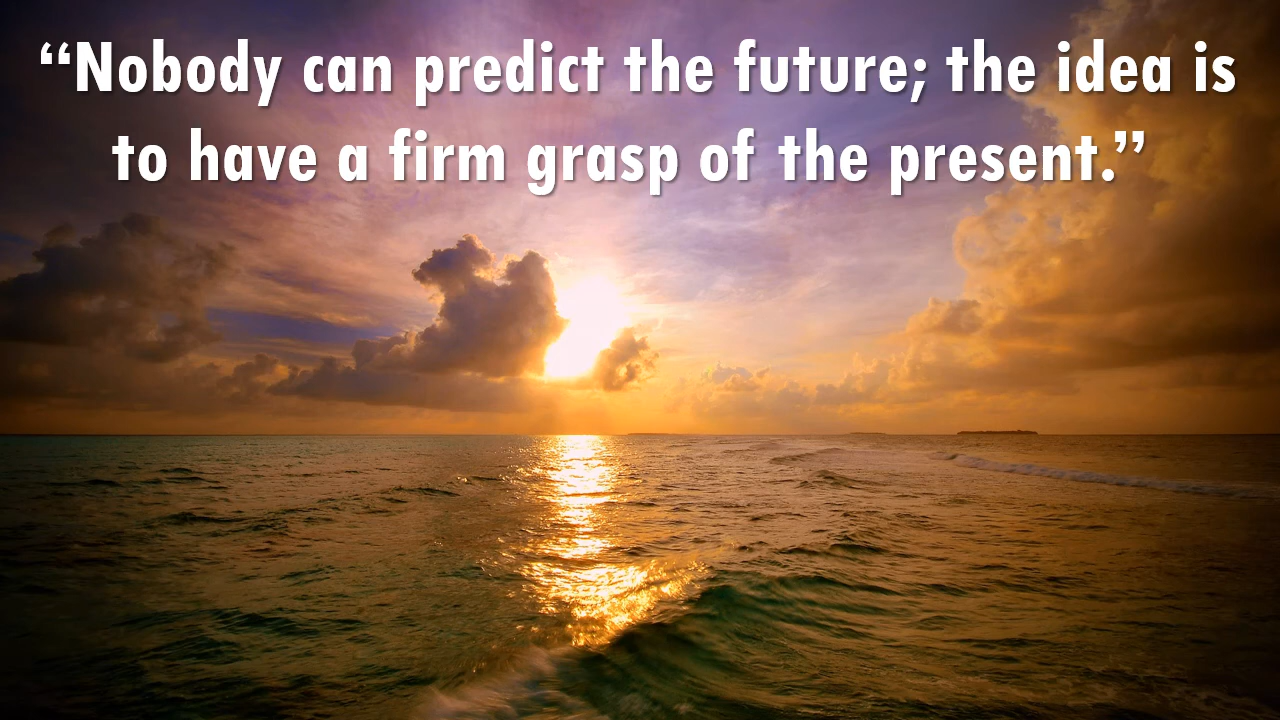 “Nobody can predict the future; the idea is
to have a firm grasp of the present.”